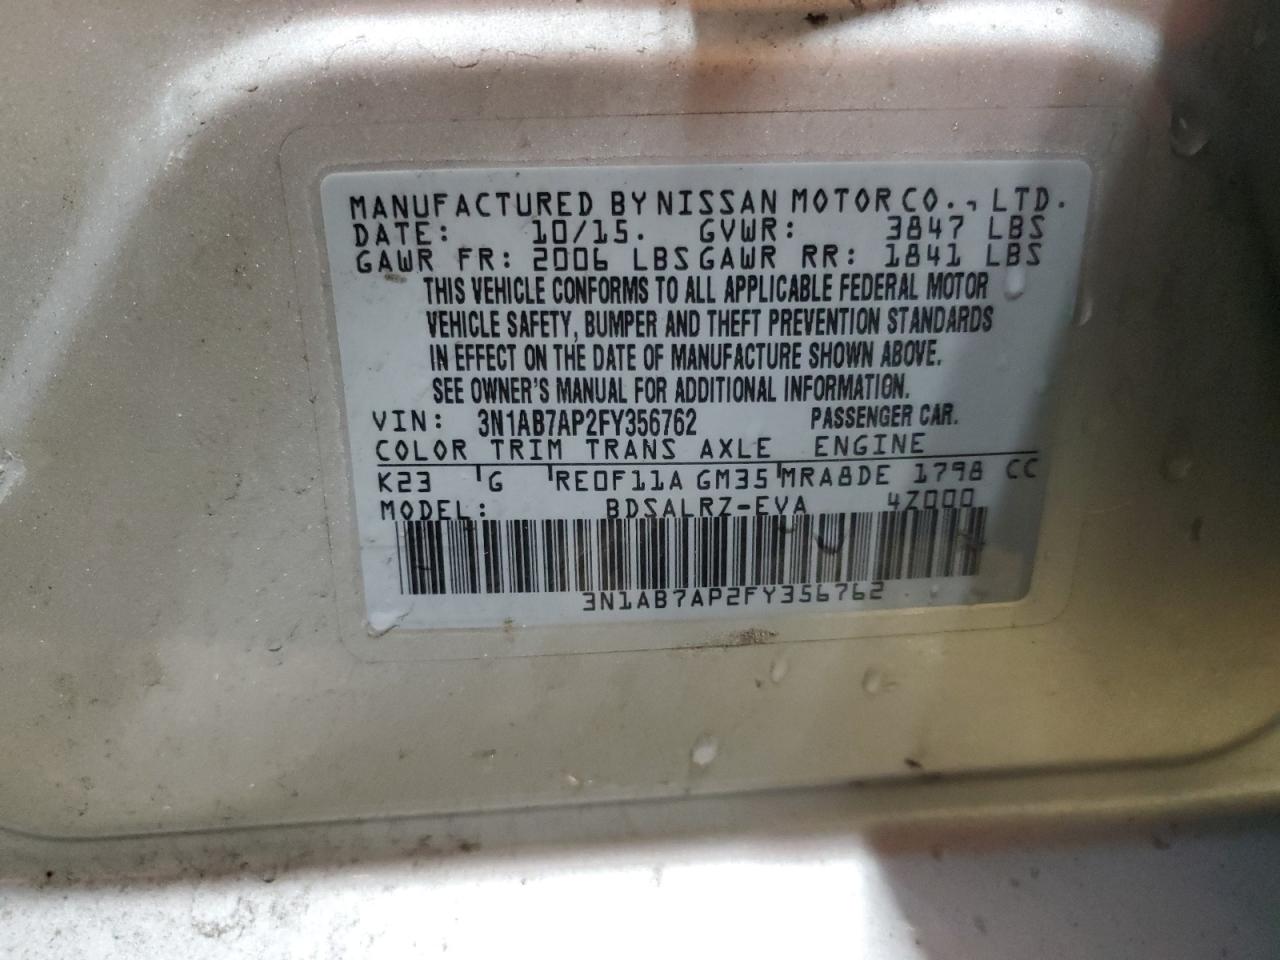 MANUFACTURED BY NISSAN MOTOR CO., LTD.
DATE: 10/15. GVWR: 3847 LBS
GAWR FR: 2006 LBS GAWR RR: 1841 LBS
THIS VEHICLE CONFORMS TO ALL APPLICABLE FEDERAL MOTOR
VEHICLE SAFETY, BUMPER AND THEFT PREVENTION STANDARDS
IN EFFECT ON THE DATE OF MANUFACTURE SHOWN ABOVE.
SEE OWNER'S MANUAL FOR ADDITIONAL INFORMATION.
VIN: 3N1AB7AP2FY356762 PASSENGER CAR.
COLOR TRIM TRANS AXLE ENGINE
K23 G RE0F11A GM35 MRA8DE 1798 CC
MODEL: BDSALRZ-EVA 4Z000
3N1AB7AP2FY356762